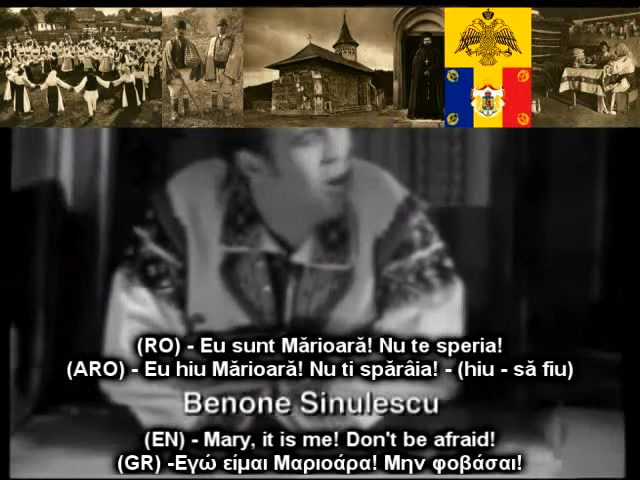 (RO) - Eu sunt Mărioară! Nu te speria!
(ARO) - Eu hiu Mărioară! Nu ti spărâia! - (hiu - să fiu)
Benone Sinulescu
(EN) - Mary, it is me! Don't be afraid!
(GR) -Εγώ είμαι Μαριοάρα! Μην φοβάσαι!